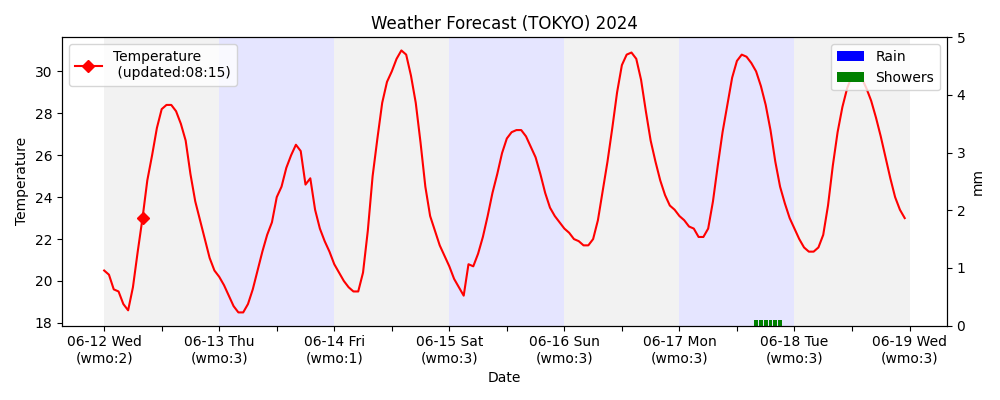 Weather Forecast (TOKYO) 2024
Temperature
(updated:08:15)
Rain
Showers
Temperature
30
28
26
24
22
20
18
5
4
3
2
1
0
mm
06-12 Wed
(wmo:2)
06-13 Thu
(wmo:3)
06-14 Fri
(wmo:1)
06-15 Sat
(wmo:3)
06-16 Sun
(wmo:3)
06-17 Mon
(wmo:3)
06-18 Tue
(wmo:3)
06-19 Wed
(wmo:3)
Date